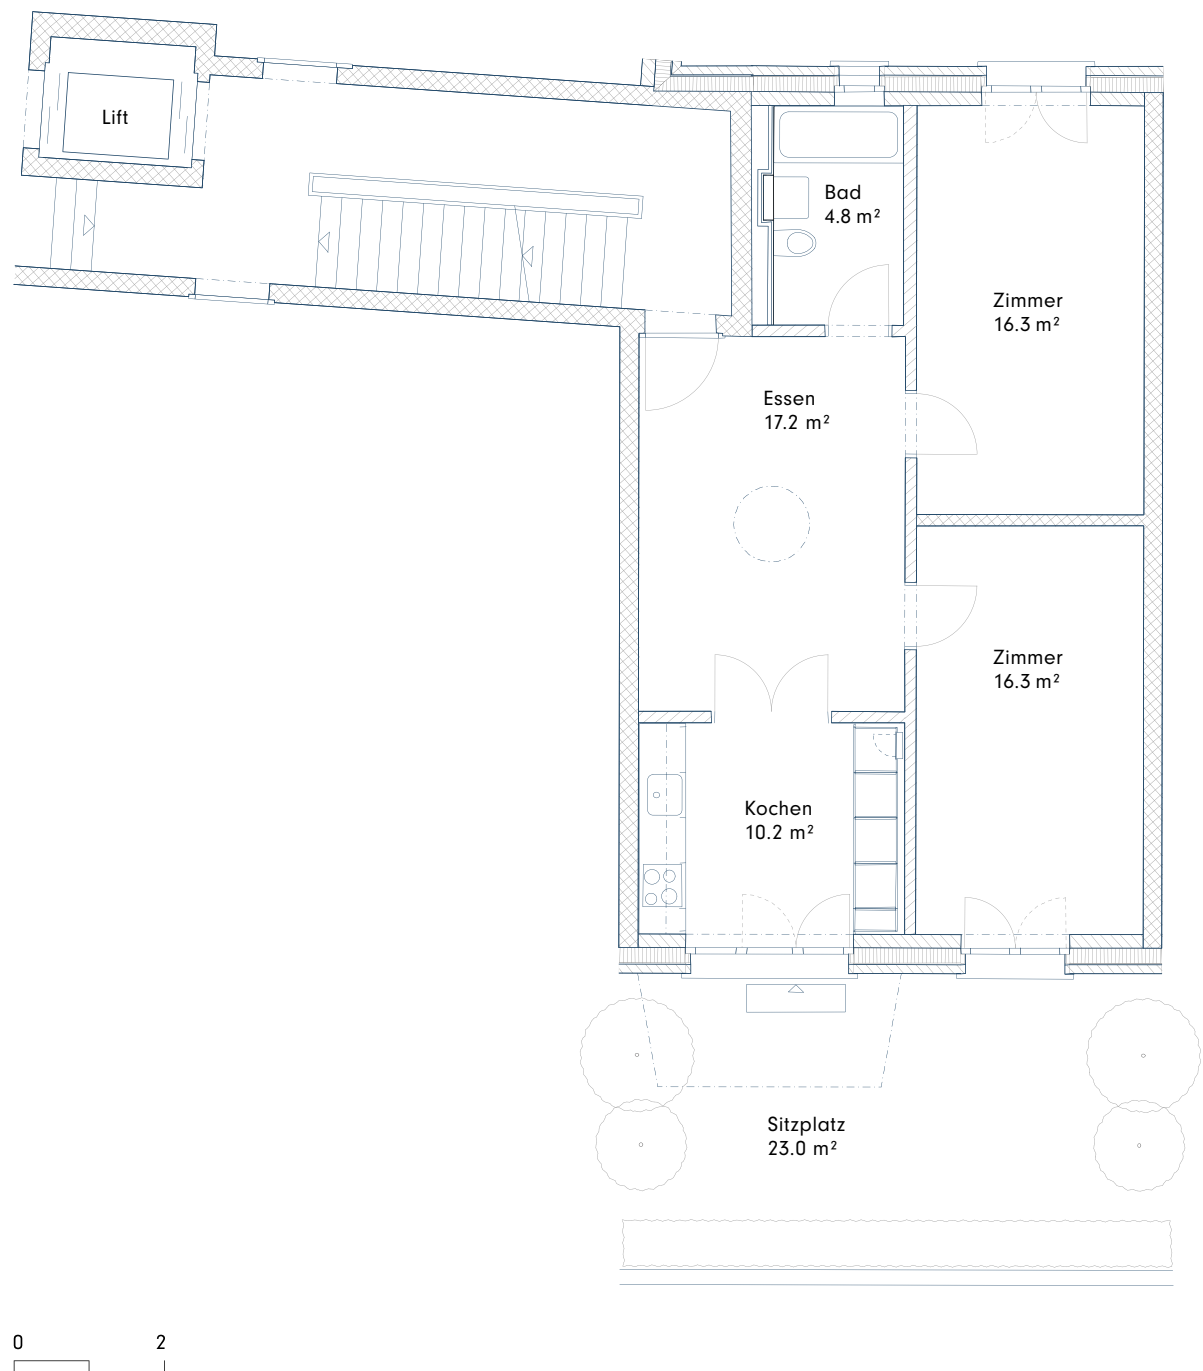 Lift
Bad
4.8 m²
Zimmer
16.3 m²
Essen
17.2 m²
Zimmer
16.3 m²
Kochen
10.2 m²
Sitzplatz
23.0 m²
0 2